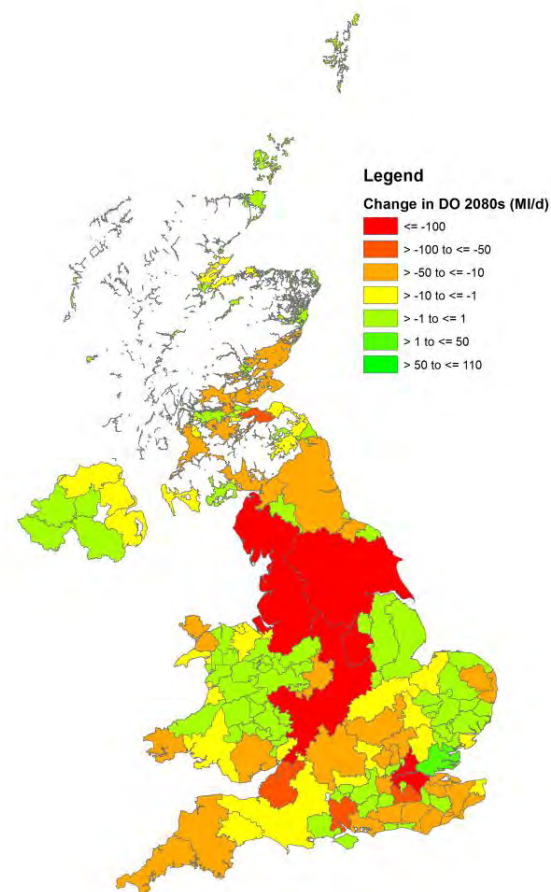 Legend
Change in DO 2080s (Ml/d)
<= -100
> -100 to <= -50
> -50 to <= -10
> -10 to <= -1
> -1 to <= 1
> 1 to <= 50
> 50 to <= 110